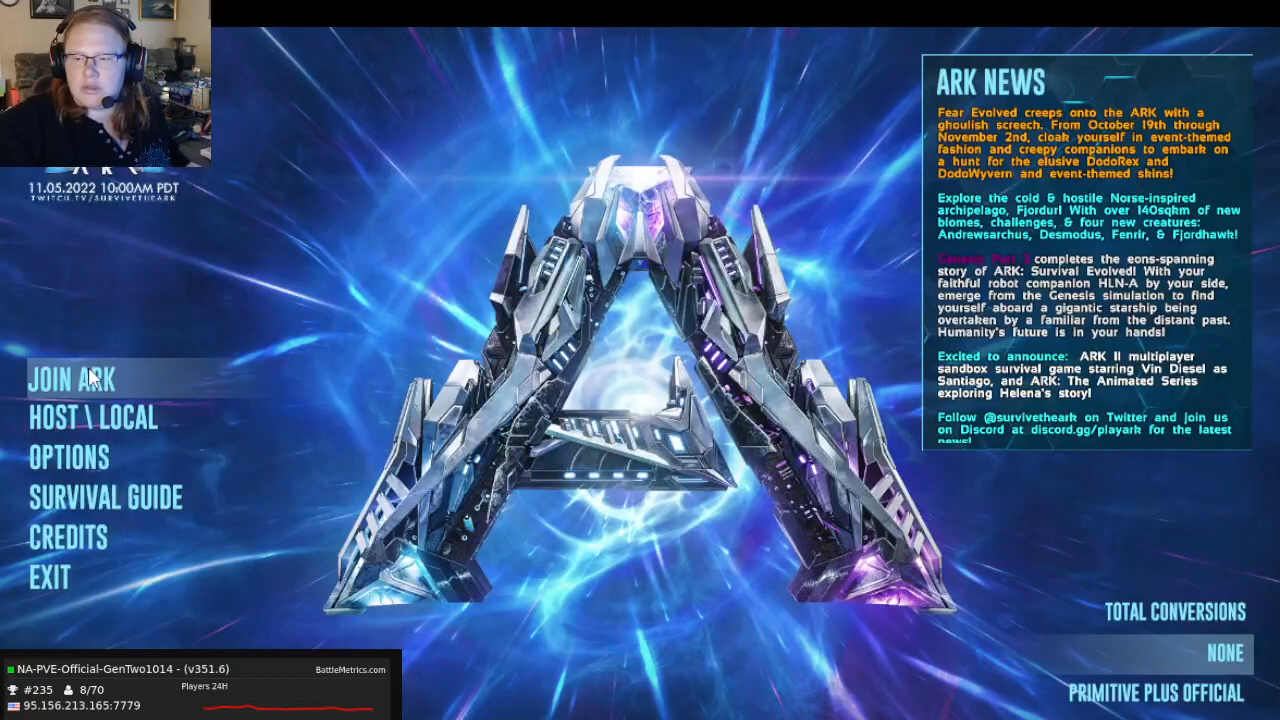 11.05.2022 10:00AM PDT
TWITCH.TV/SURVIVETHEARK
JOIN ARK
HOST \ LOCAL
OPTIONS
SURVIVAL GUIDE
CREDITS
EXIT
ARK NEWS
Fear Evolved creeps onto the ARK with a
ghoulish screech. From October 19th through
November 2nd, cloak yourself in event-themed
fashion and creepy companions to embark on
a hunt for the elusive DodoRex and
DodoWyvern and event-themed skins!
Explore the cold & hostile Norse-inspired
archipelago, Fjordur! With over 140sqkm of new
biomes, challenges, & four new creatures:
Andrewsarchus, Desmodus, Fenrir, & Fjordhawk!
Genesis Part 2 completes the eons-spanning
story of ARK: Survival Evolved! With your
faithful robot companion HLN-A by your side,
emerge from the Genesis simulation to find
yourself aboard a gigantic starship being
overtaken by a familiar from the distant past.
Humanity's future is in your hands!
Excited to announce: ARK II multiplayer
sandbox survival game starring Vin Diesel as
Santiago, and ARK: The Animated Series
exploring Helena's story!
Follow @survivetheark on Twitter and join us
on Discord at discord.gg/playark for the latest
news!
TOTAL CONVERSIONS
NONE
PRIMITIVE PLUS OFFICIAL
NA-PVE-Official-GenTwo1014 - (v351.6)
BattleMetrics.com
#235 8/70
Players 24H
95.156.213.165:7779